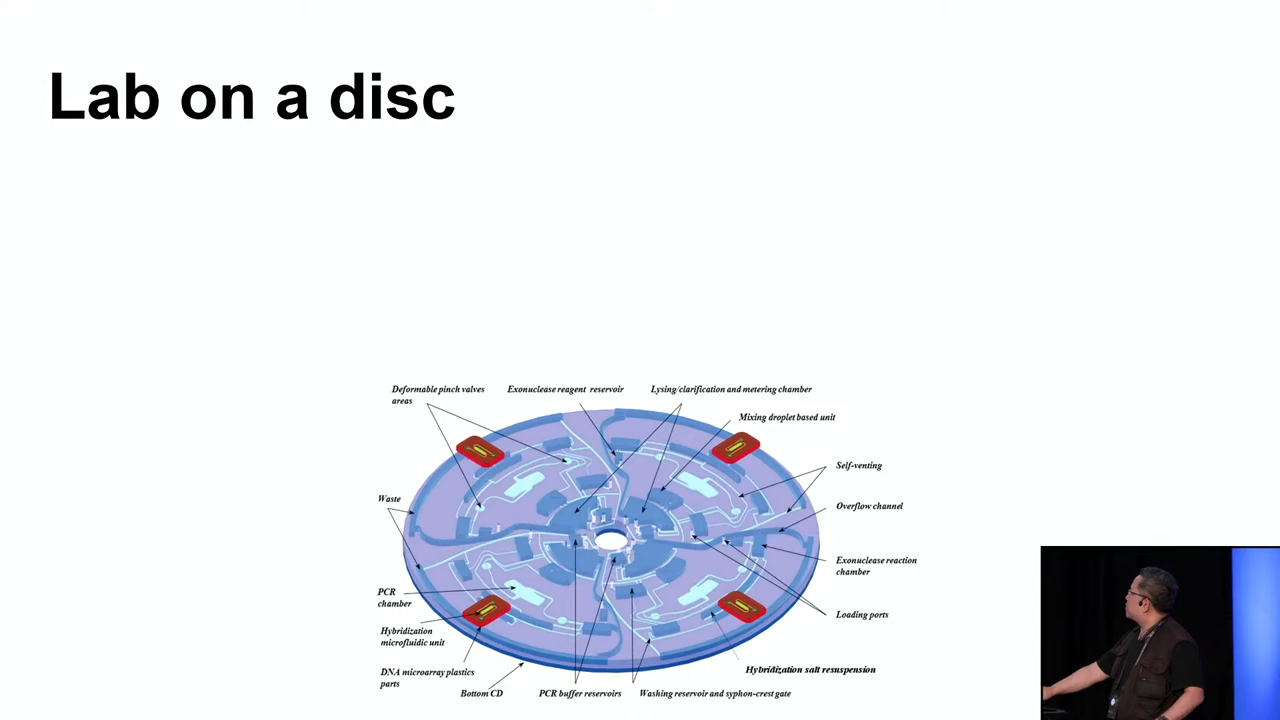 Lab on a disc
Deformable pinch valves
areas
Exonuclease reagent reservoir
Lysing/clarification and metering chamber
Mixing droplet based unit
Self-venting
Waste
Overflow channel
Exonuclease reaction
chamber
PCR
chamber
Loading ports
Hybridization
microfluidic unit
DNA microarray plastics
parts
Hybridization salt resuspension
Bottom CD
PCR buffer reservoirs
Washing reservoir and syphon-crest gate